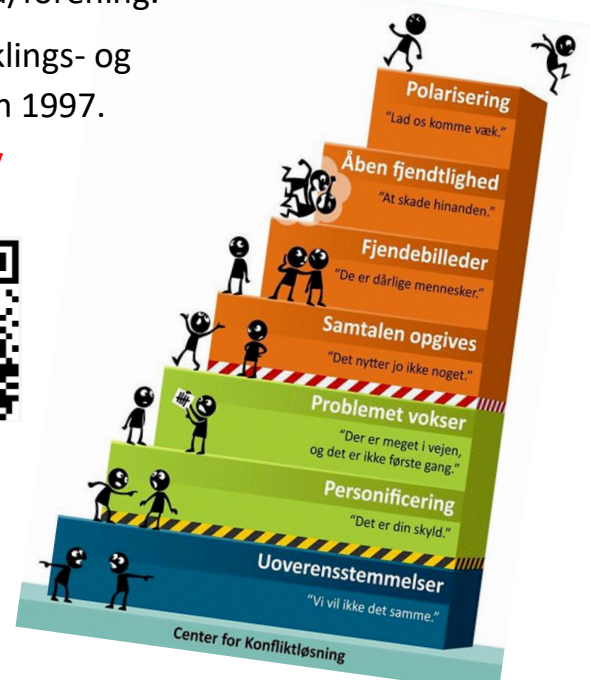 /forening.
klings- og
1997.
Polarisering
"Lad os komme væk."
Åben fjendtlighed
"At skade hinanden."
Fjendebilleder
"De er dårlige mennesker."
Samtalen opgives
"Det nytter jo ikke noget."
Problemet vokser
"Der er meget i vejen,
og det er ikke første gang."
Personificering
"Det er din skyld."
Uoverensstemmelser
"Vi vil ikke det samme."
Center for Konfliktløsning